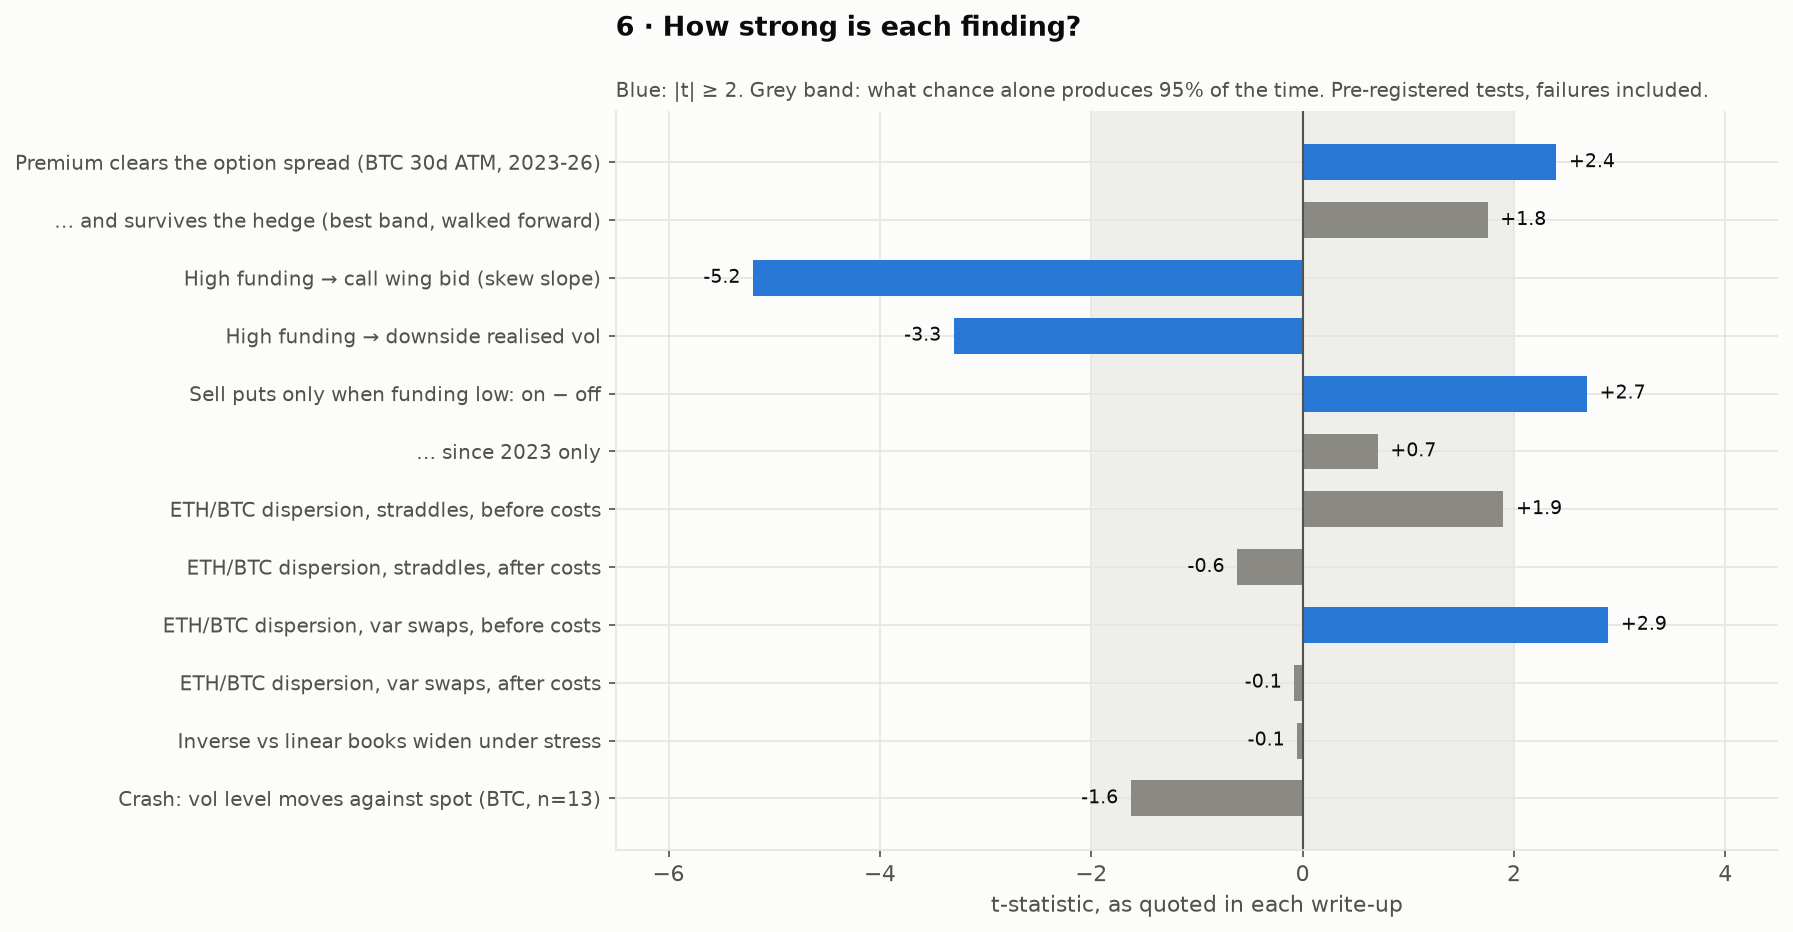 6 · How strong is each finding?
Blue: |t| ≥ 2. Grey band: what chance alone produces 95% of the time. Pre-registered tests, failures included.
Premium clears the option spread (BTC 30d ATM, 2023-26)
+2.4
… and survives the hedge (best band, walked forward)
+1.8
High funding → call wing bid (skew slope)
-5.2
High funding → downside realised vol
-3.3
Sell puts only when funding low: on − off
+2.7
… since 2023 only
+0.7
ETH/BTC dispersion, straddles, before costs
+1.9
ETH/BTC dispersion, straddles, after costs
-0.6
ETH/BTC dispersion, var swaps, before costs
+2.9
ETH/BTC dispersion, var swaps, after costs
-0.1
Inverse vs linear books widen under stress
-0.1
Crash: vol level moves against spot (BTC, n=13)
-1.6
−6 −4 −2 0 2 4
t-statistic, as quoted in each write-up